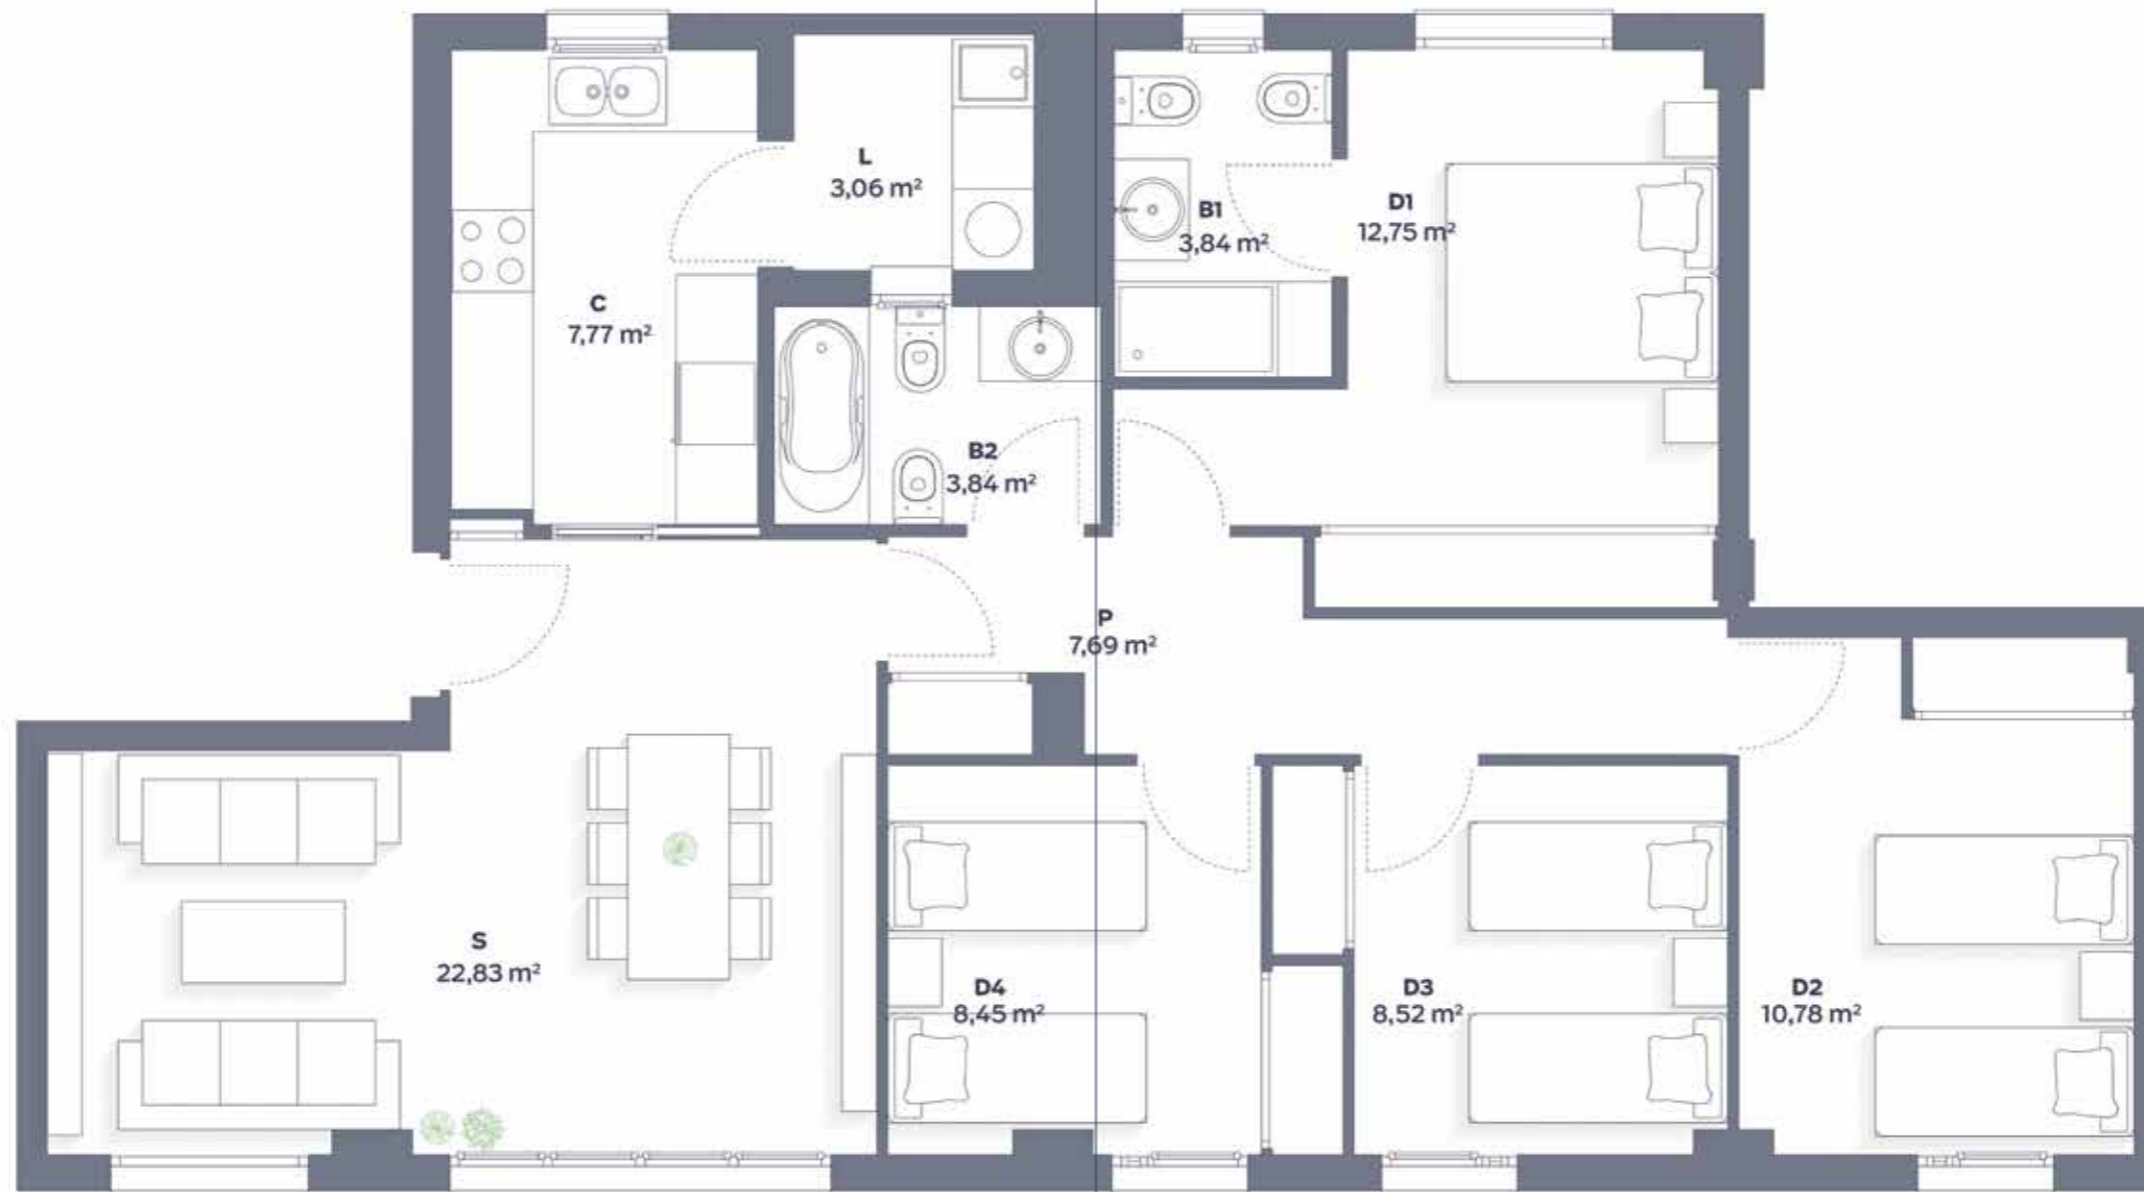 L
3,06 m²
B1
3,84 m²
D1
12,75 m²
C
7,77 m²
B2
3,84 m²
P
7,69 m²
S
22,83 m²
D4
8,45 m²
D3
8,52 m²
D2
10,78 m²